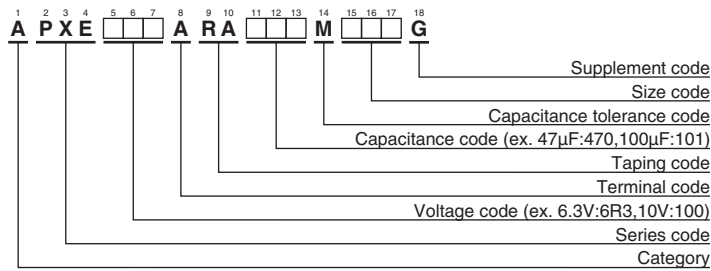 1 2 3 4 5 6 7 8 9 10 11 12 13 14 15 16 17 18
A P X E A R A M G
Supplement code
Size code
Capacitance tolerance code
Capacitance code (ex. 47µF:470,100µF:101)
Taping code
Terminal code
Voltage code (ex. 6.3V:6R3,10V:100)
Series code
Category